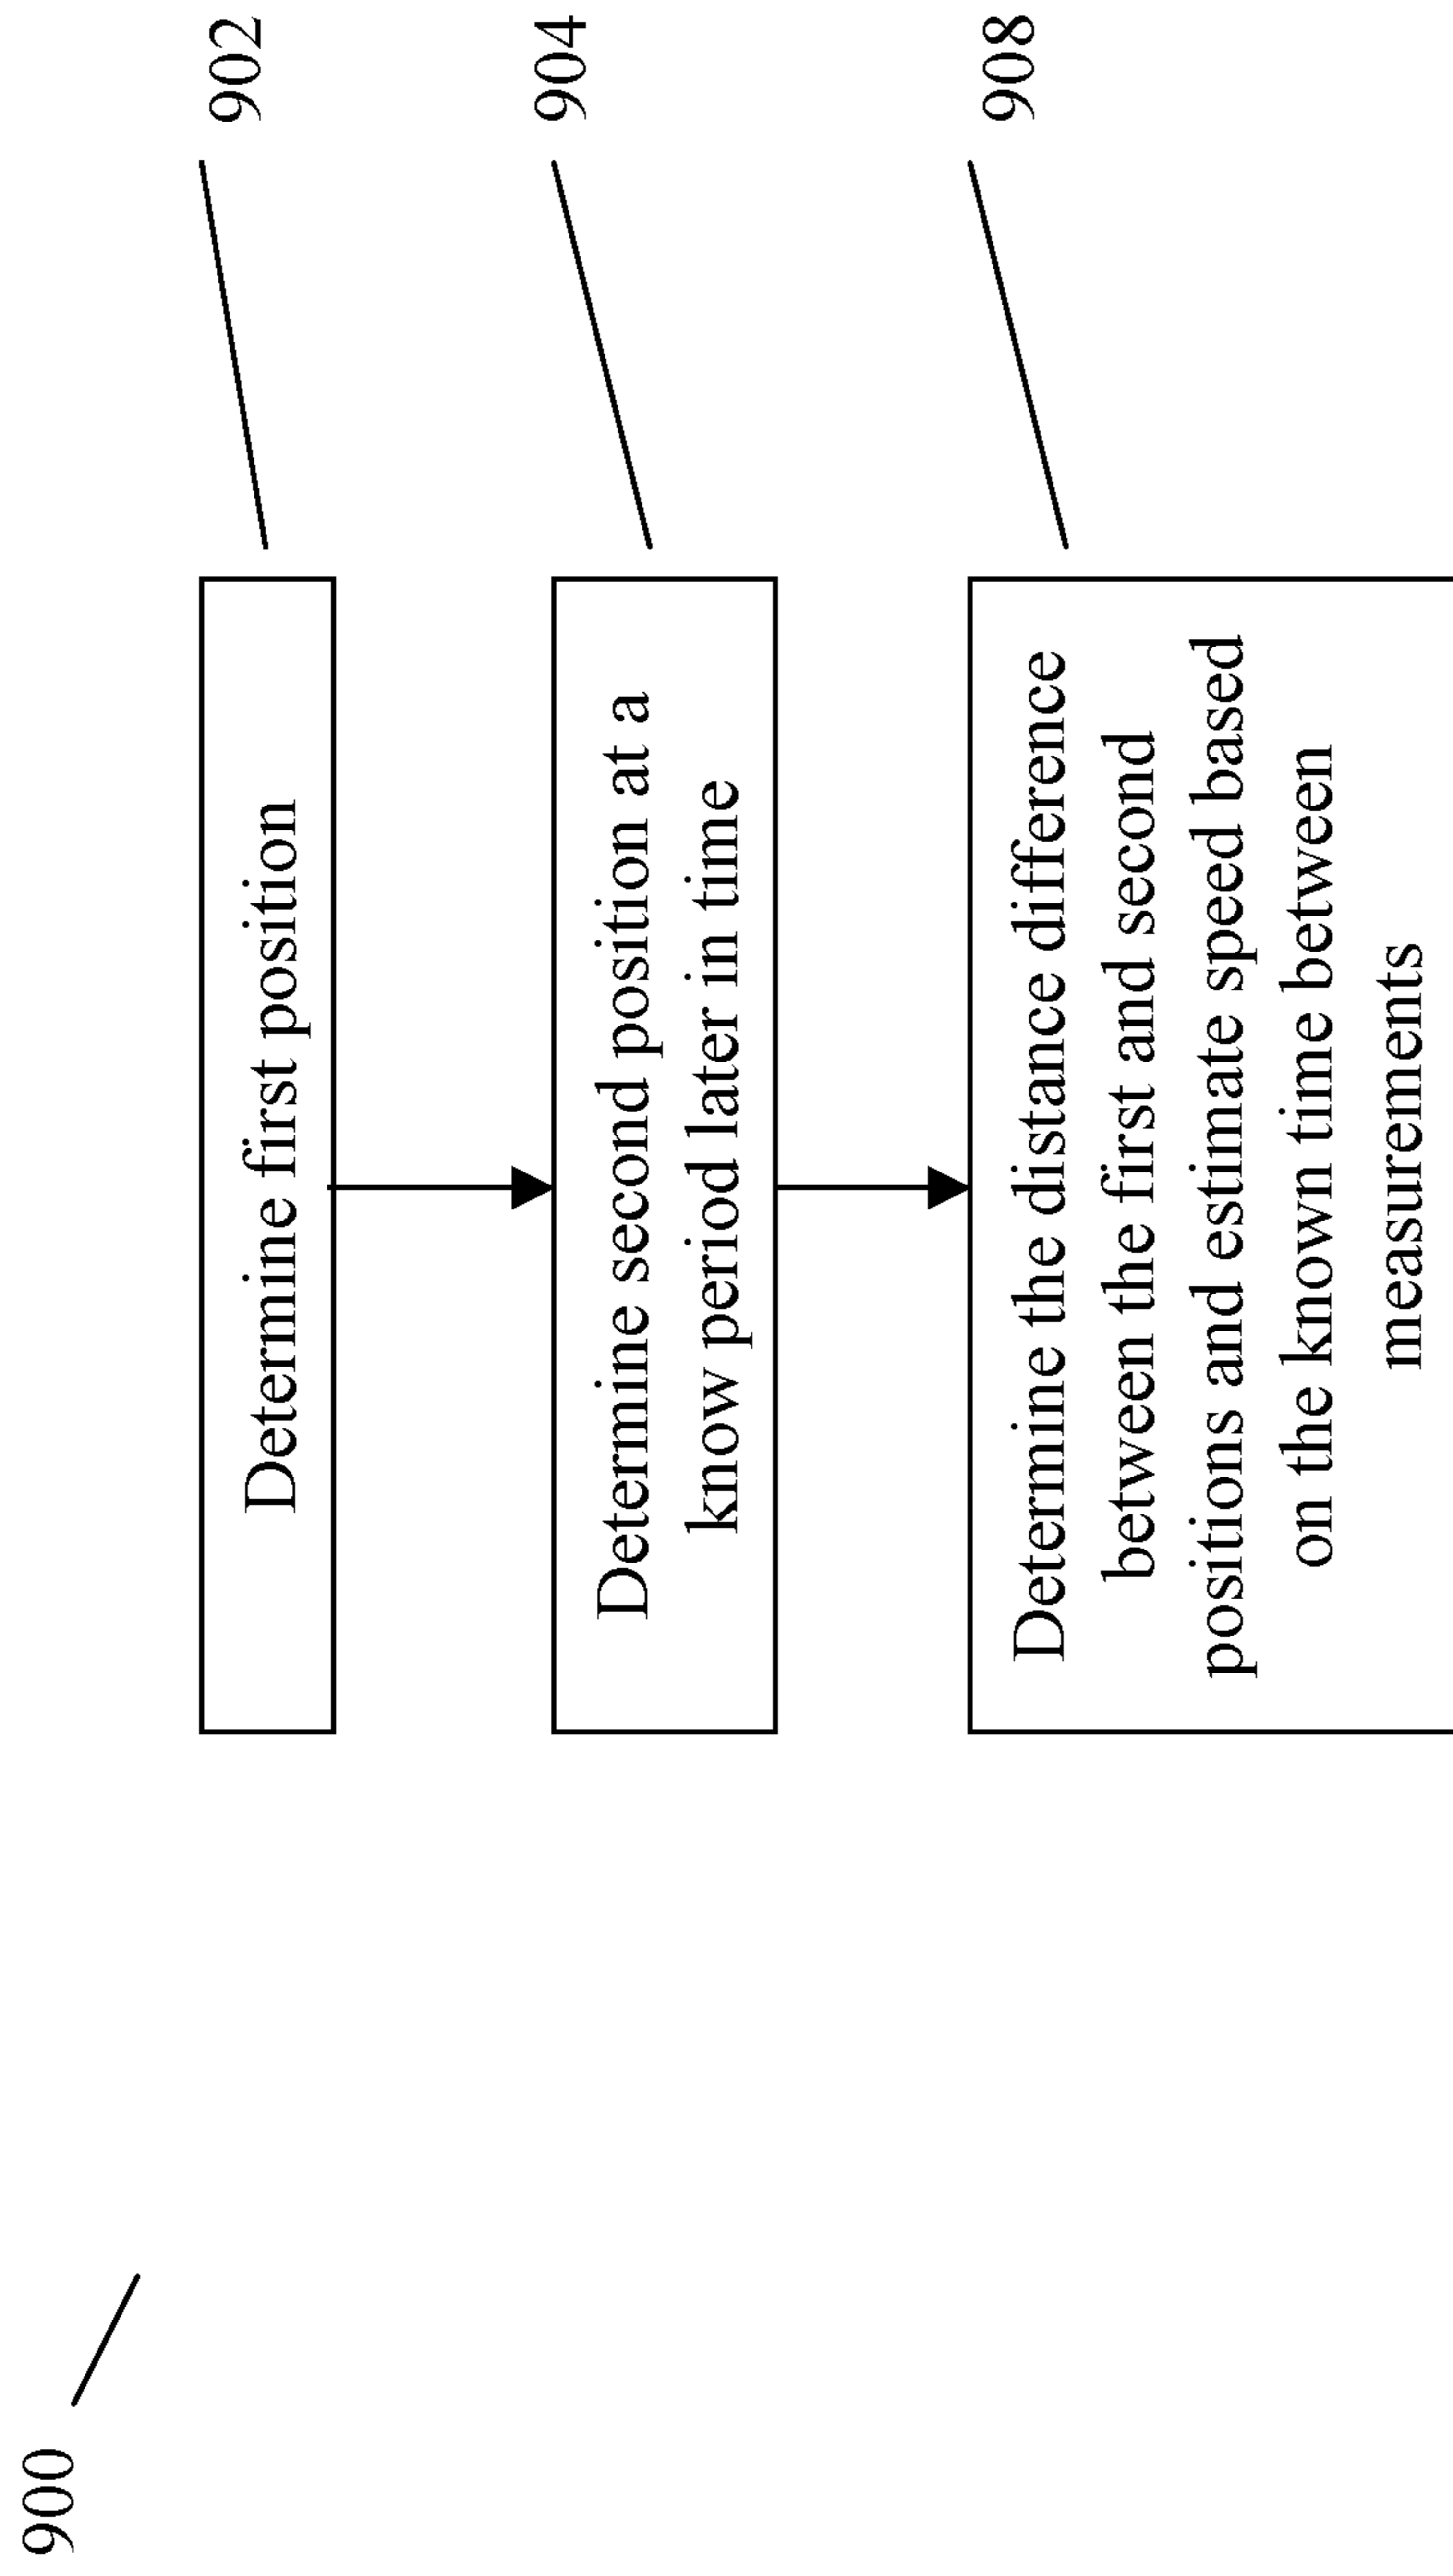 900
Determine first position
902
Determine second position at a
know period later in time
904
Determine the distance difference
between the first and second
positions and estimate speed based
on the known time between
measurements
908